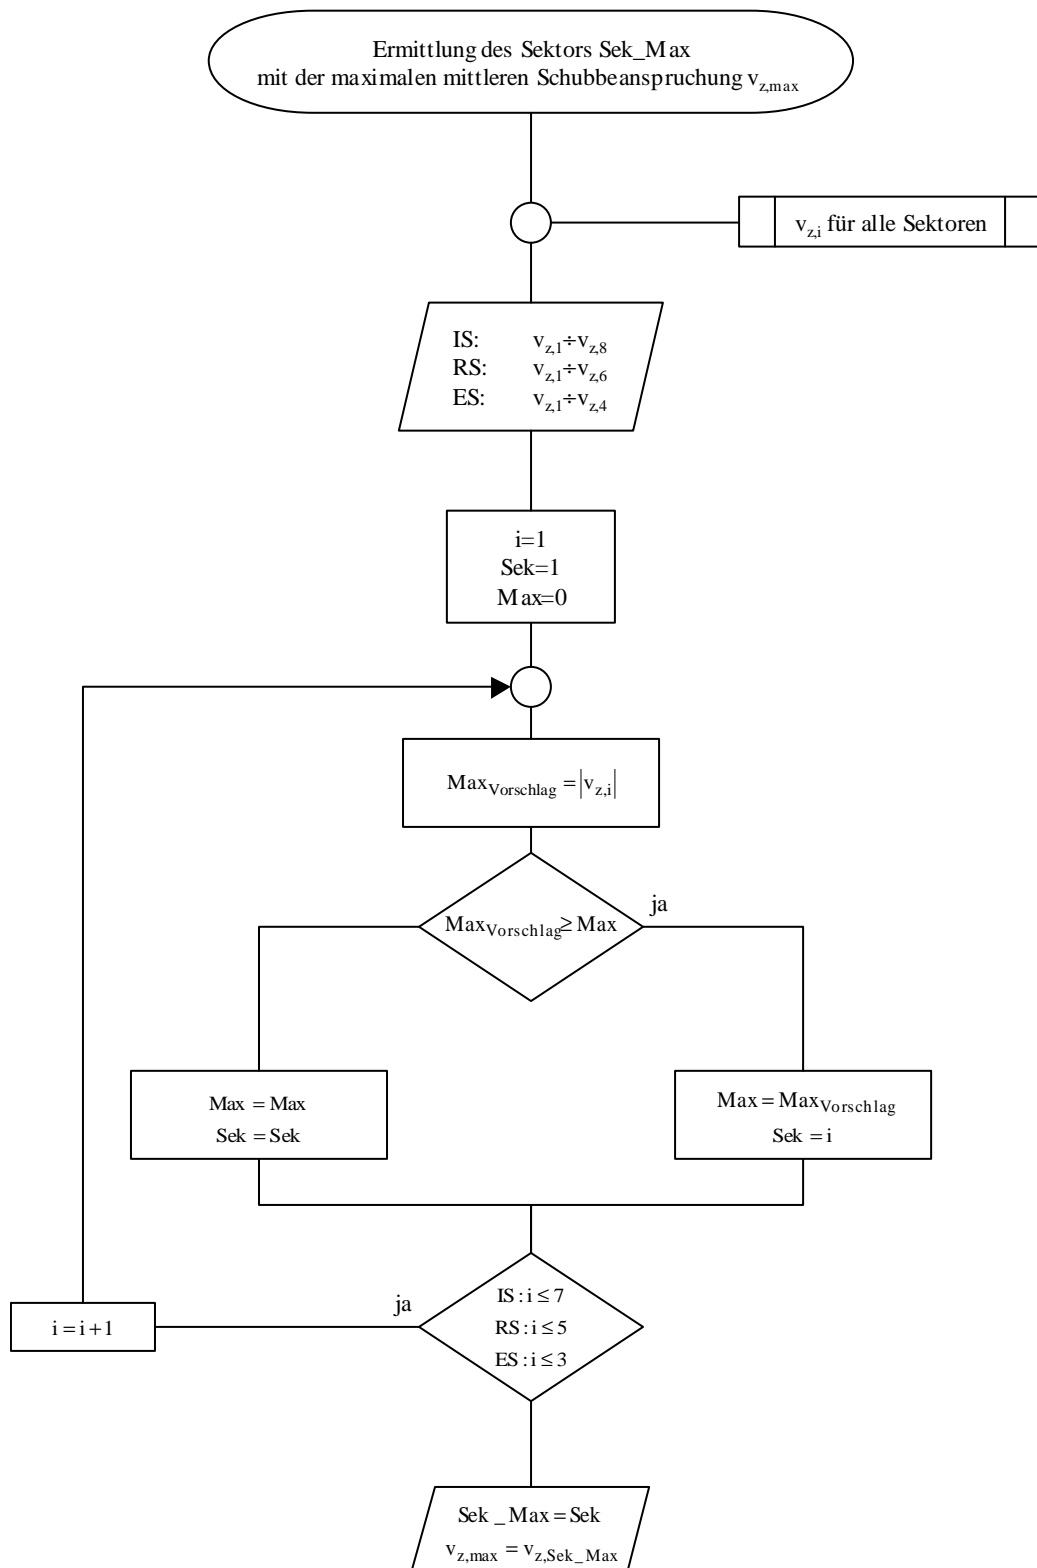 Ermittlung des Sektors Sek_Max
mit der maximalen mittleren Schubbeanspruchung v_z,max
v_z,i für alle Sektoren
IS: v_z,1÷v_z,8
RS: v_z,1÷v_z,6
ES: v_z,1÷v_z,4
i=1
Sek=1
Max=0
Max_Vorschlag = |v_z,i|
Max_Vorschlag ≥ Max
ja
Max = Max
Sek = Sek
Max = Max_Vorschlag
Sek = i
IS : i ≤ 7
RS : i ≤ 5
ES : i ≤ 3
ja
i = i + 1
Sek _ Max = Sek
v_z,max = v_z,Sek_Max